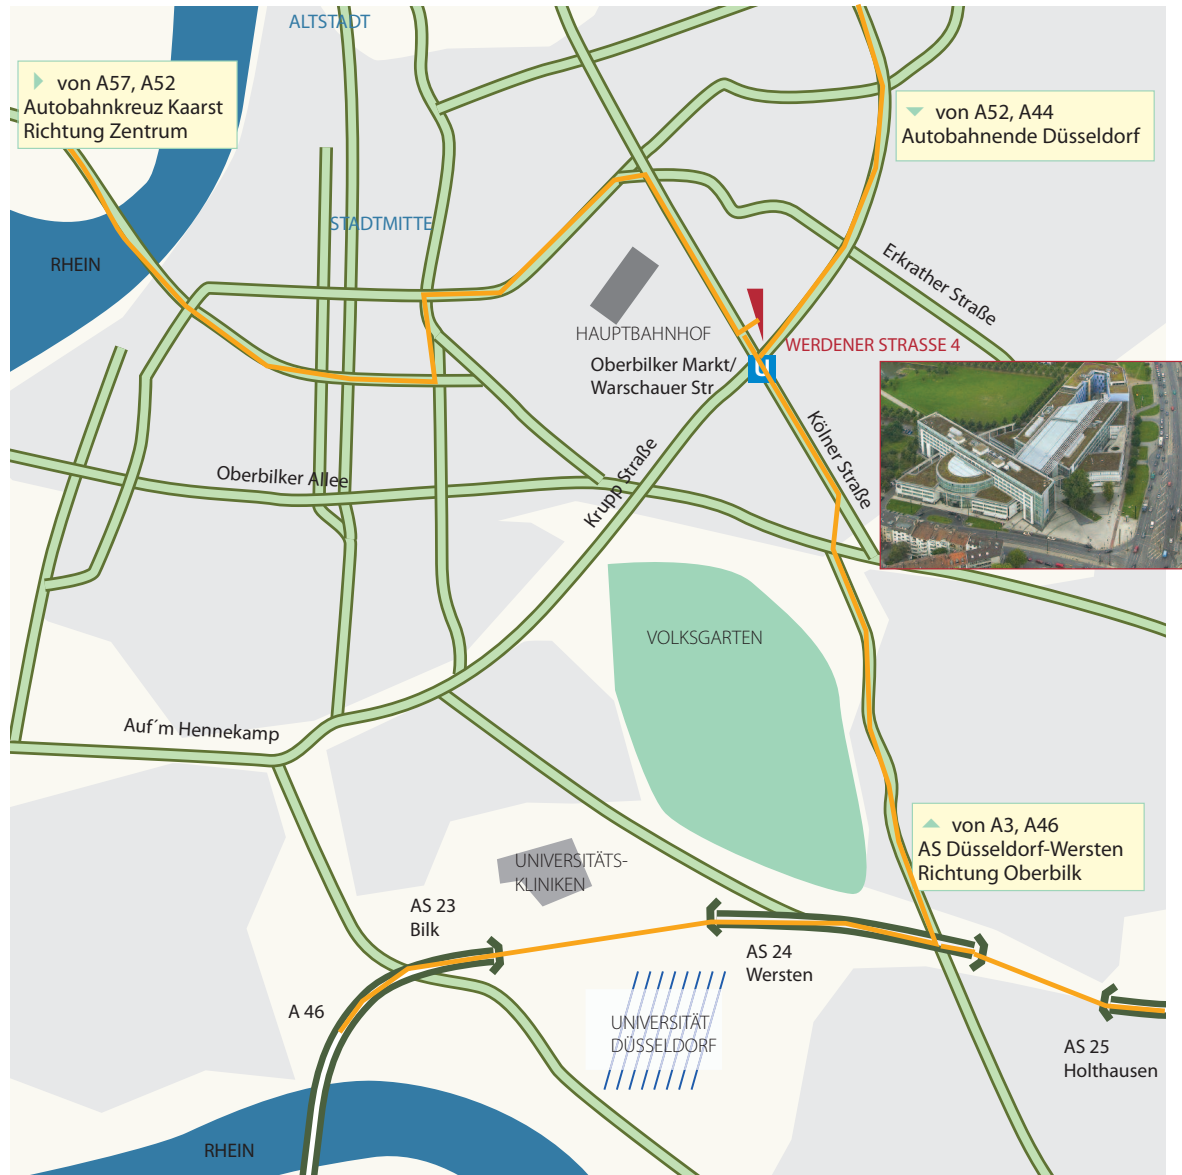 ALTSTADT
von A57, A52
Autobahnkreuz Kaarst
Richtung Zentrum
von A52, A44
Autobahnende Düsseldorf
STADTMITTE
RHEIN
Erkrather Straße
HAUPTBAHNHOF
WERDENER STRASSE 4
Oberbilker Markt/
Warschauer Str.
U
Kölner Straße
Oberbilker Allee
Krupp Straße
VOLKSGARTEN
Auf´m Hennekamp
von A3, A46
AS Düsseldorf-Wersten
Richtung Oberbilk
UNIVERSITÄTS-
KLINIKEN
AS 23
Bilk
AS 24
Wersten
A 46
UNIVERSITÄT
DÜSSELDORF
AS 25
Holthausen
RHEIN